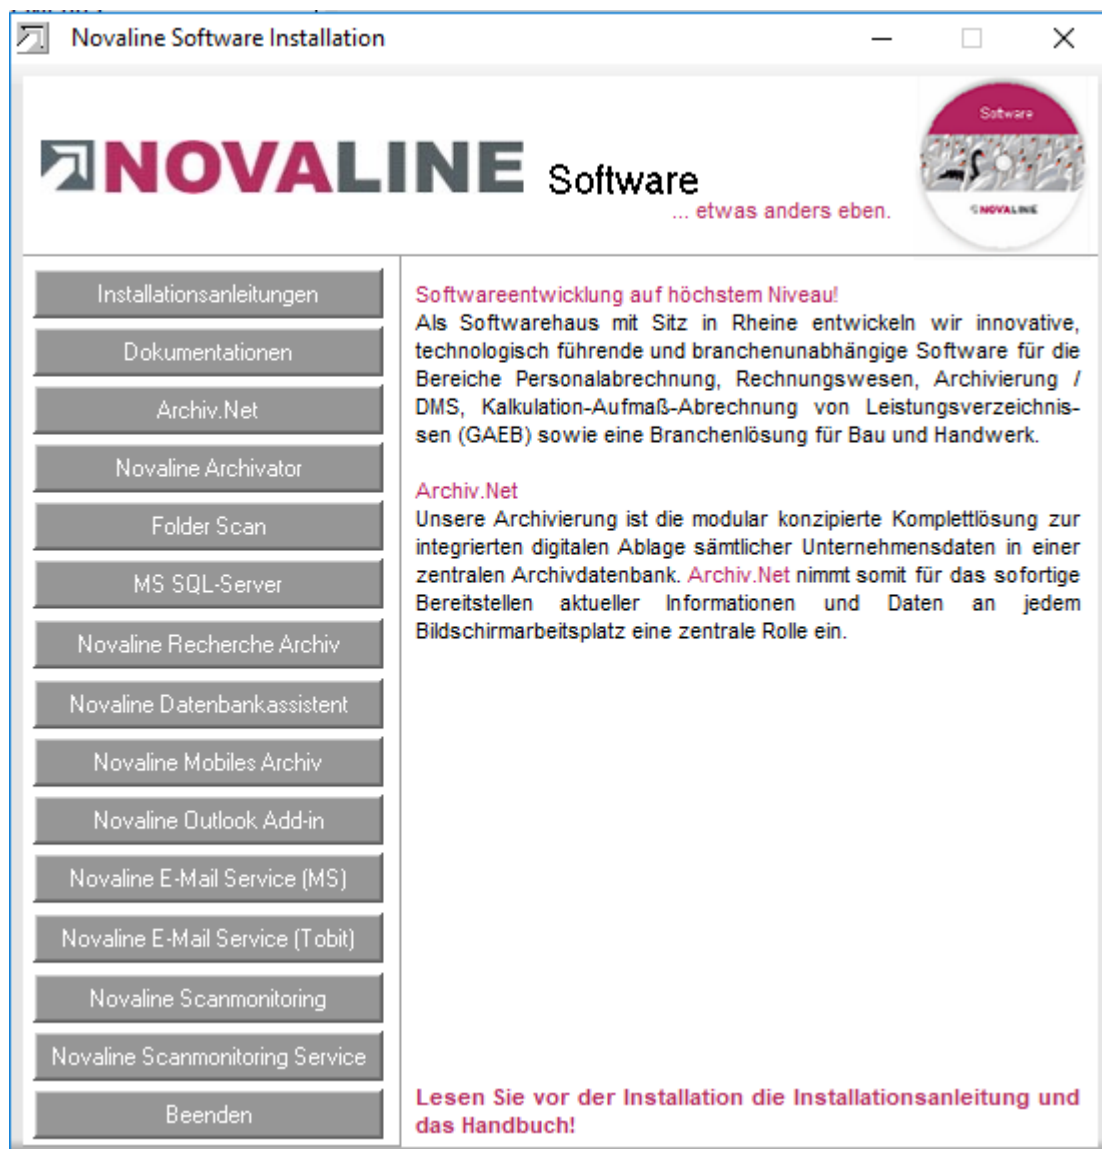 Novaline Software Installation
NOVALINE Software
... etwas anders eben.
Software
NOVALINE
Installationsanleitungen
Dokumentationen
Archiv.Net
Novaline Archivator
Folder Scan
MS SQL-Server
Novaline Recherche Archiv
Novaline Datenbankassistent
Novaline Mobiles Archiv
Novaline Outlook Add-in
Novaline E-Mail Service (MS)
Novaline E-Mail Service (Tobit)
Novaline Scanmonitoring
Novaline Scanmonitoring Service
Beenden
Softwareentwicklung auf höchstem Niveau!
Als Softwarehaus mit Sitz in Rheine entwickeln wir innovative,
technologisch führende und branchenunabhängige Software für die
Bereiche Personalabrechnung, Rechnungswesen, Archivierung /
DMS, Kalkulation-Aufmaß-Abrechnung von Leistungsverzeichnis-
sen (GAEB) sowie eine Branchenlösung für Bau und Handwerk.
Archiv.Net
Unsere Archivierung ist die modular konzipierte Komplettlösung zur
integrierten digitalen Ablage sämtlicher Unternehmensdaten in einer
zentralen Archivdatenbank. Archiv.Net nimmt somit für das sofortige
Bereitstellen aktueller Informationen und Daten an jedem
Bildschirmarbeitsplatz eine zentrale Rolle ein.
Lesen Sie vor der Installation die Installationsanleitung und
das Handbuch!